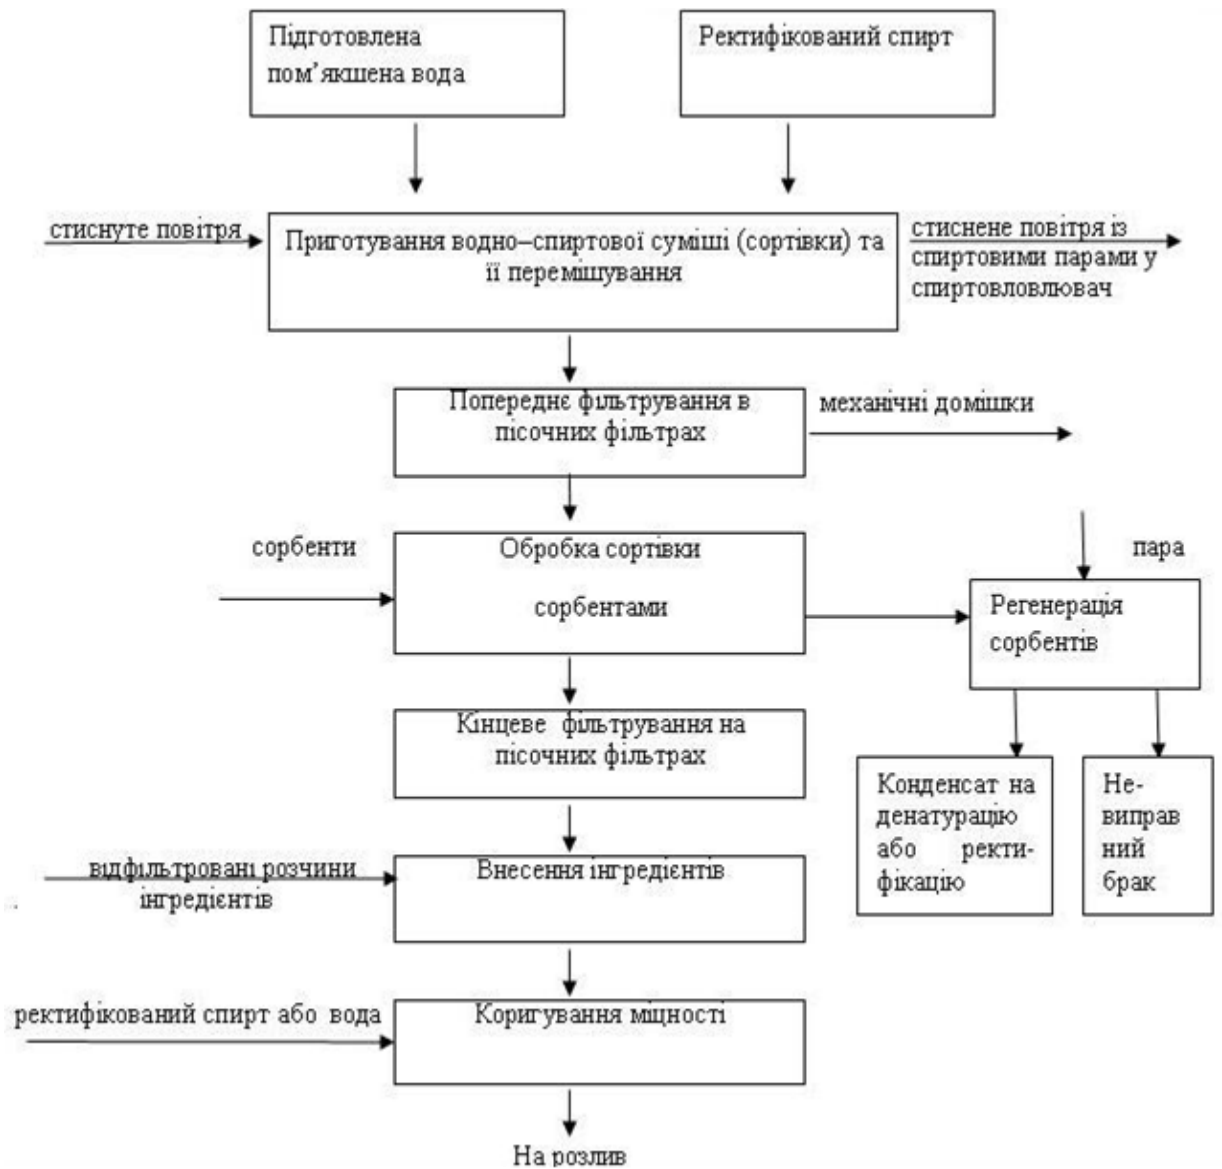 Підготовлена
пом’якшена вода
Ректифікований спирт
стиснуте повітря
Приготування водно–спиртової суміші (сортівки) та
її перемішування
стиснене повітря із
спиртовими парами у
спиртовловлювач
Попереднє фільтрування в
пісочних фільтрах
механічні домішки
сорбенти
Обробка сортівки
сорбентами
пара
Регенерація
сорбентів
Кінцеве фільтрування на
пісочних фільтрах
Конденсат на
денатурацію
або ректи-
фікацію
Не-
виправ
ний
брак
відфільтровані розчини
інгредієнтів
Внесення інгредієнтів
ректифікований спирт або вода
Коригування міцності
На розлив